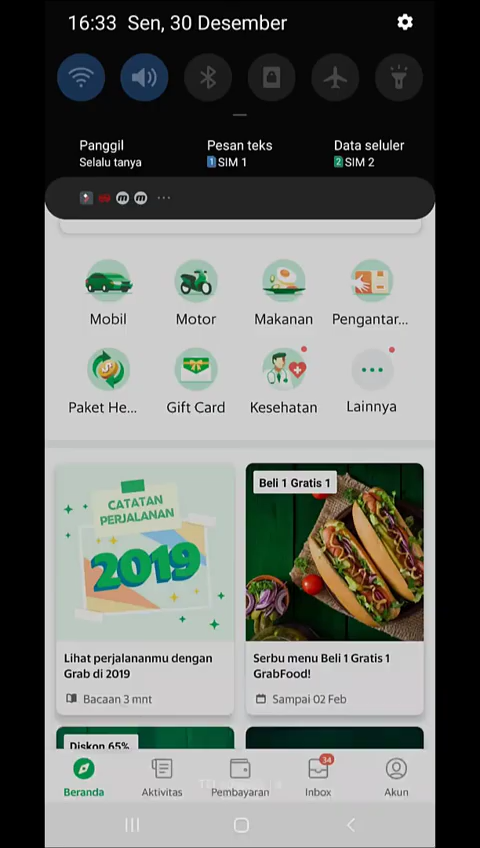 16:33 Sen, 30 Desember
Panggil
Selalu tanya
Pesan teks
1 SIM 1
Data seluler
2 SIM 2
Mobil
Motor
Makanan
Pengantar...
Paket He...
Gift Card
Kesehatan
Lainnya
CATATAN
PERJALANAN
2019
Beli 1 Gratis 1
Lihat perjalananmu dengan
Grab di 2019
Bacaan 3 mnt
Serbu menu Beli 1 Gratis 1
GrabFood!
Sampai 02 Feb
Diskon 65%
34
Beranda
Aktivitas
Pembayaran
Inbox
Akun